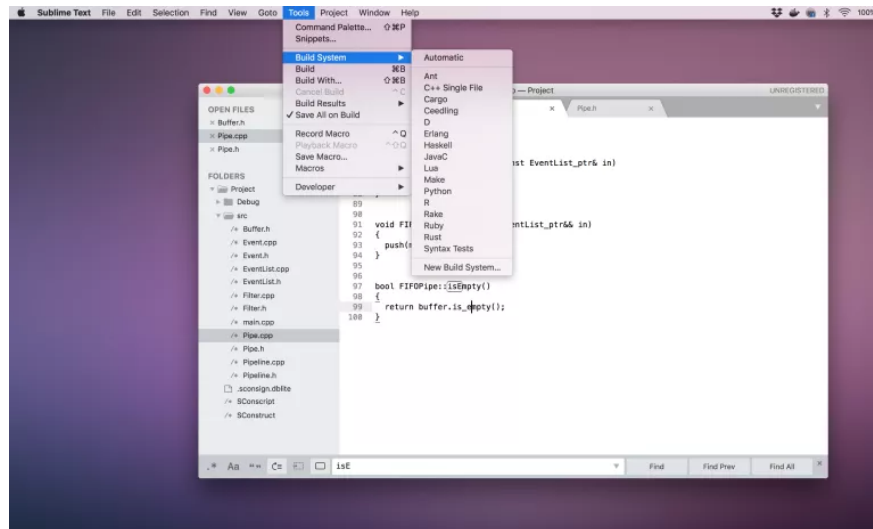 Sublime Text File Edit Selection Find View Goto Tools Project Window Help 100%
Command Palette... ⇧⌘P
Snippets...
Build System
Build ⌘B
Build With... ⇧⌘B
Cancel Build ^C
Build Results
✓ Save All on Build
Record Macro ^Q
Playback Macro ^⇧Q
Save Macro...
Macros
Developer
Automatic
Ant
C++ Single File
Cargo
Ceedling
D
Erlang
Haskell
JavaC
Lua
Make
Python
R
Rake
Ruby
Rust
Syntax Tests
New Build System...
— Project
UNREGISTERED
OPEN FILES
Buffer.h
Pipe.cpp
Pipe.h
FOLDERS
Project
Debug
src
/* Buffer.h
/* Event.cpp
/* Event.h
/* EventList.cpp
/* EventList.h
/* Filter.cpp
/* Filter.h
/* main.cpp
/* Pipe.cpp
/* Pipe.h
/* Pipeline.cpp
/* Pipeline.h
.sconsign.dblite
/* SConscript
/* SConstruct
Pipe.h
st EventList_ptr& in)
89
90
91 void FIF entList_ptr&& in)
92 {
93 push(
94 }
95
96
97 bool FIFOPipe::isEmpty()
98 {
99 return buffer.is_empty();
100 }
.* Aa "" C≡ isE Find Find Prev Find All